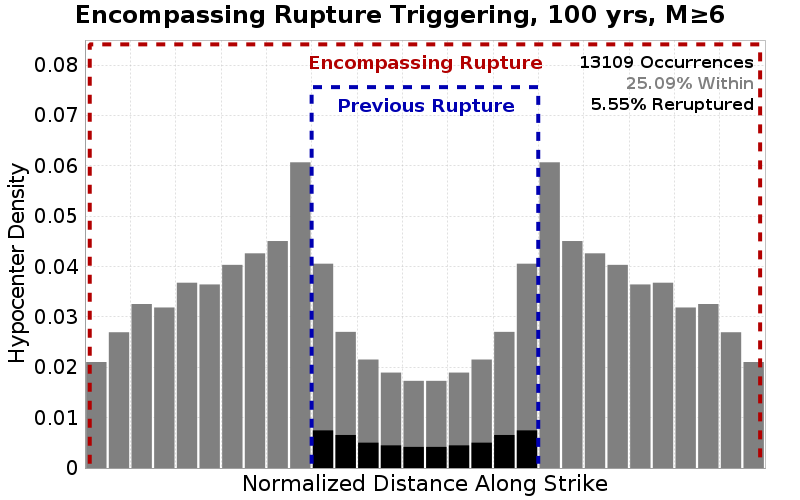 Encompassing Rupture Triggering, 100 yrs, M≥6
Encompassing Rupture
13109 Occurrences
25.09% Within
Previous Rupture
5.55% Reruptured
Hypocenter Density
0.08
0.07
0.06
0.05
0.04
0.03
0.02
0.01
0
Normalized Distance Along Strike